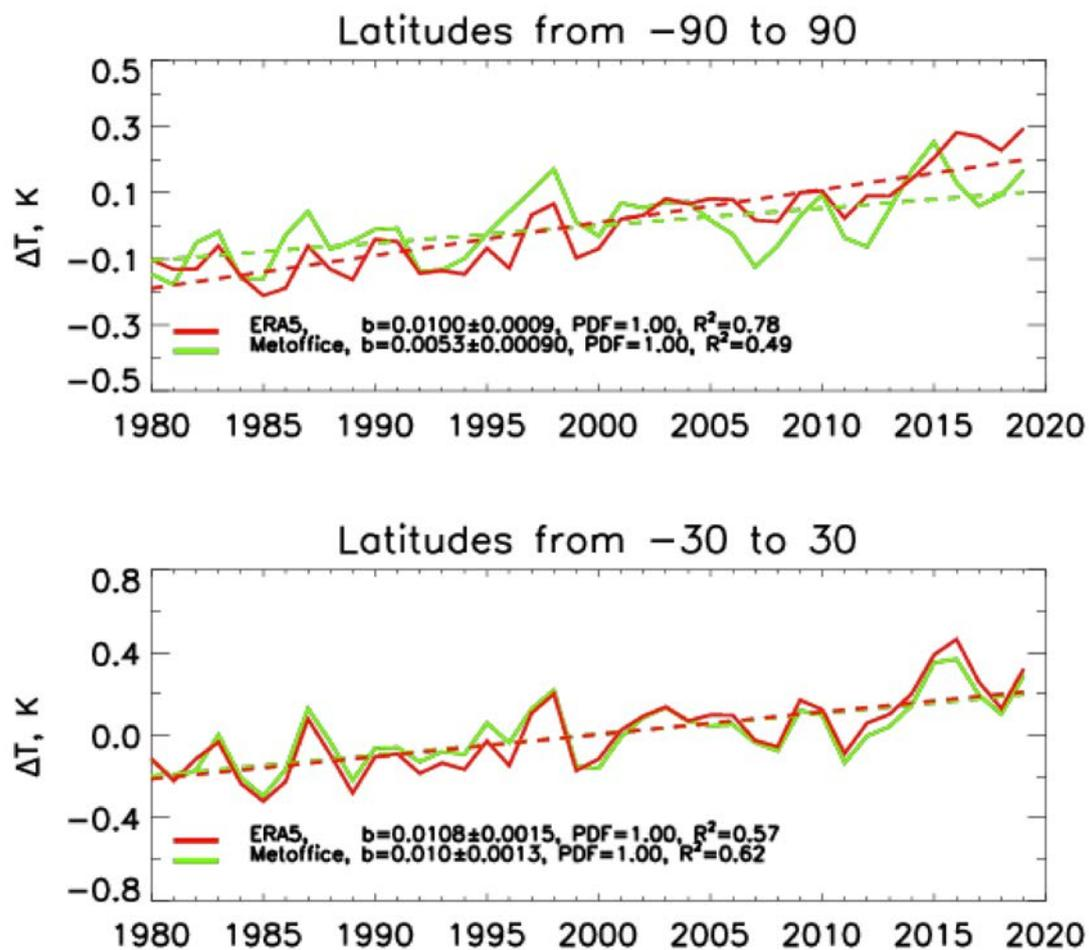 Latitudes from −90 to 90
0.5
0.3
0.1
−0.1
−0.3
−0.5
ΔT, K
ERA5, b=0.0100±0.0009, PDF=1.00, R²=0.78
Metoffice, b=0.0053±0.00090, PDF=1.00, R²=0.49
1980 1985 1990 1995 2000 2005 2010 2015 2020
Latitudes from −30 to 30
0.8
0.4
0.0
−0.4
−0.8
ΔT, K
ERA5, b=0.0108±0.0015, PDF=1.00, R²=0.57
Metoffice, b=0.010±0.0013, PDF=1.00, R²=0.62
1980 1985 1990 1995 2000 2005 2010 2015 2020